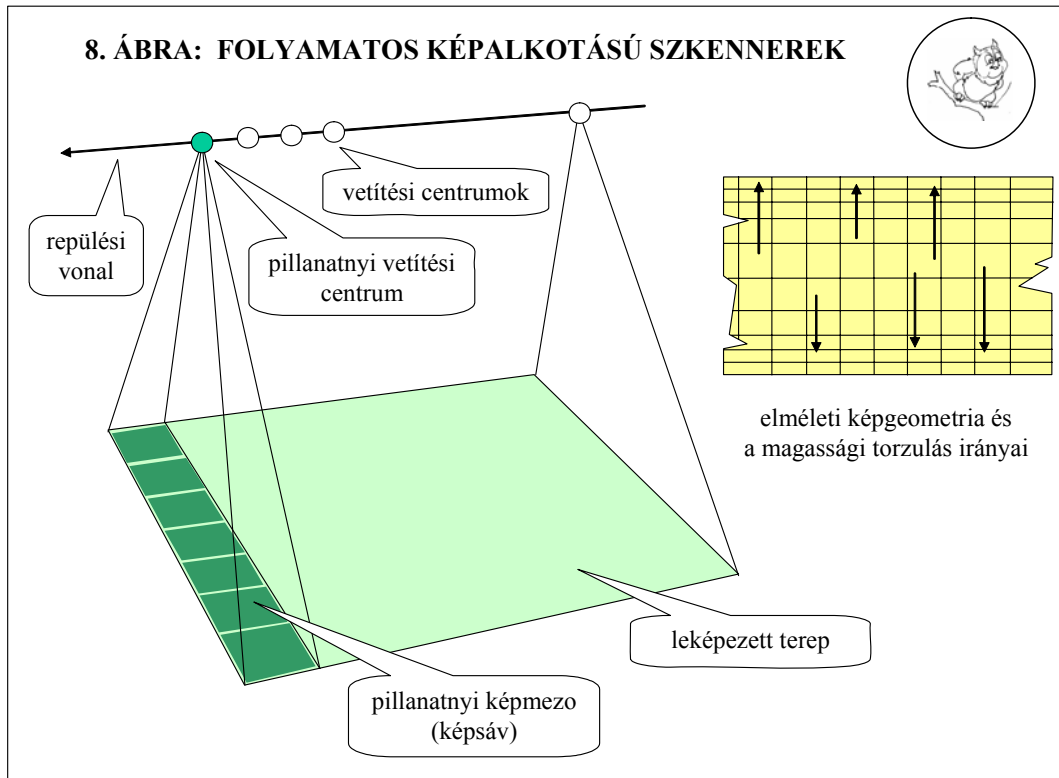 8. ÁBRA: FOLYAMATOS KÉPALKOTÁSÚ SZKENNEREK
vetítési centrumok
repülési
vonal
pillanatnyi vetítési
centrum
elméleti képgeometria és
a magassági torzulás irányai
leképezett terep
pillanatnyi képmezo
(képsáv)